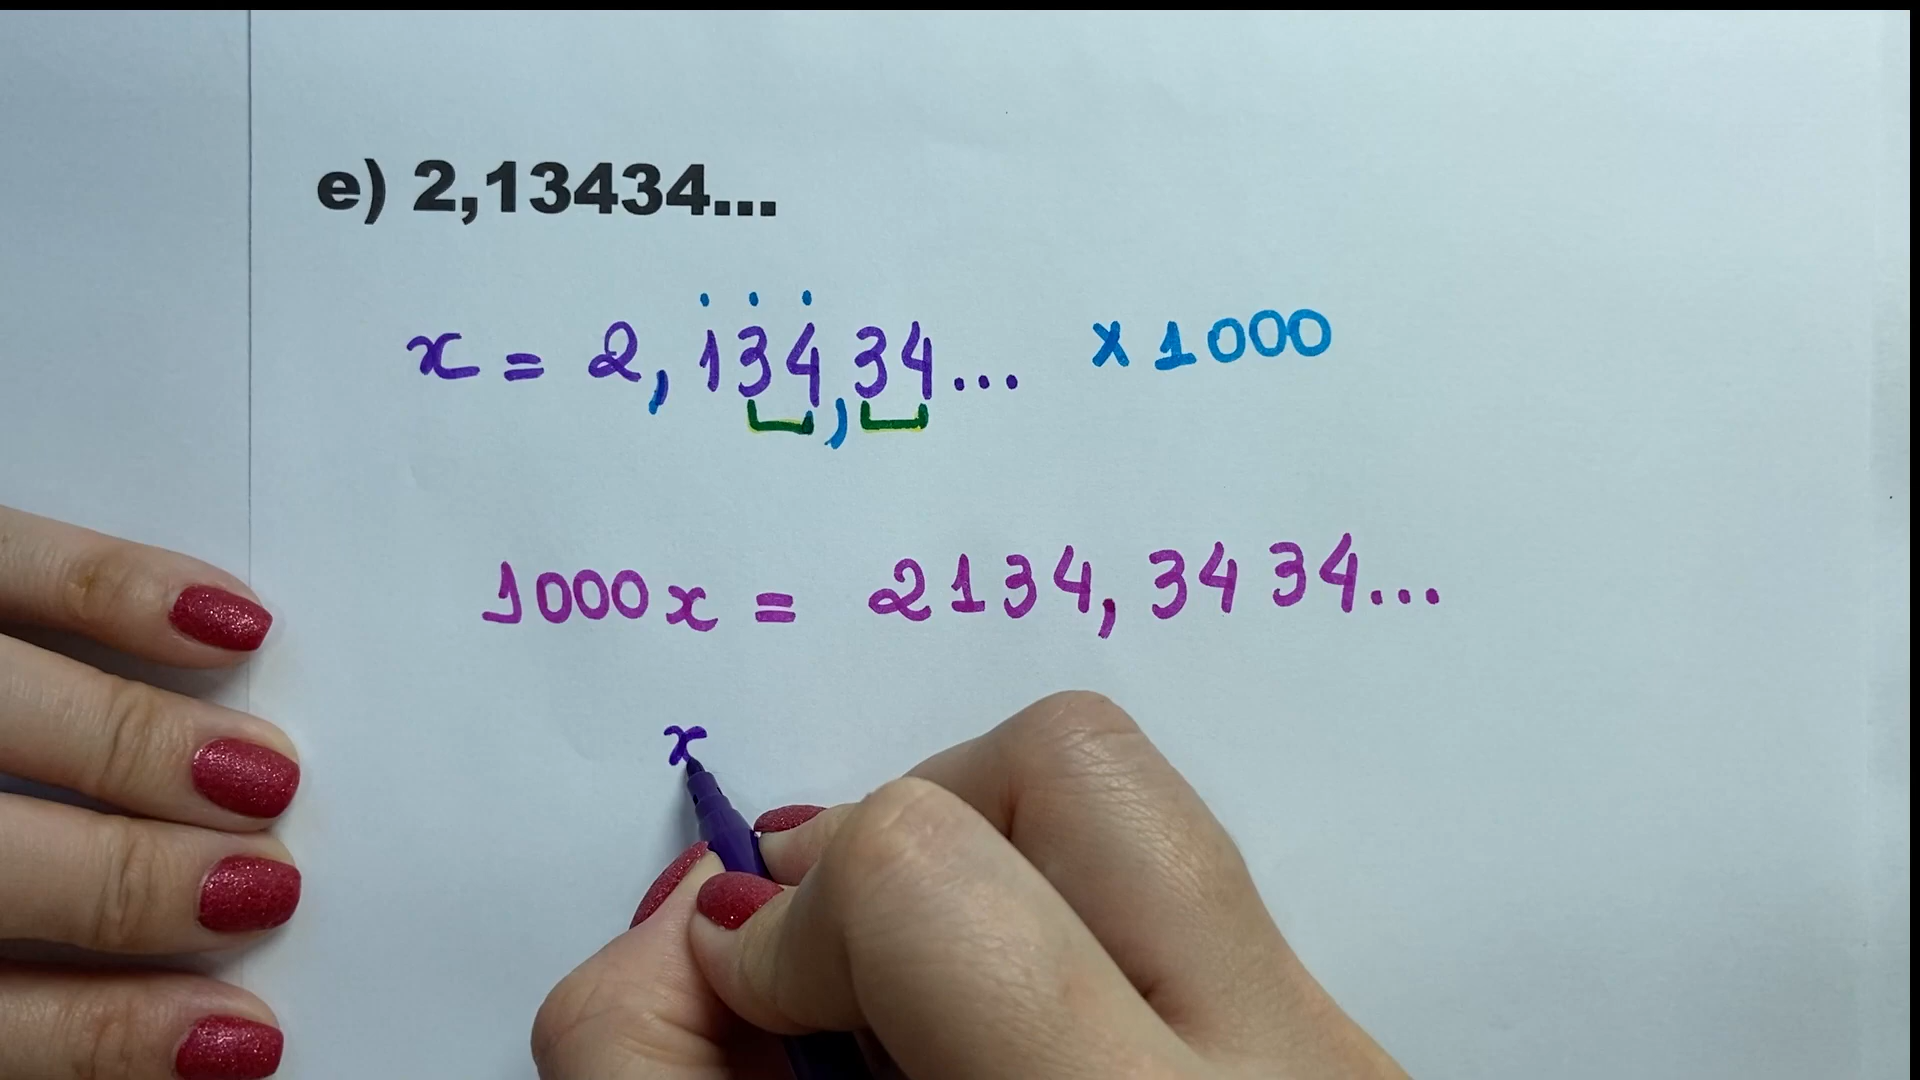 e) 2,13434...
x = 2,134,34... x 1000
1000x = 2134,3434...
x